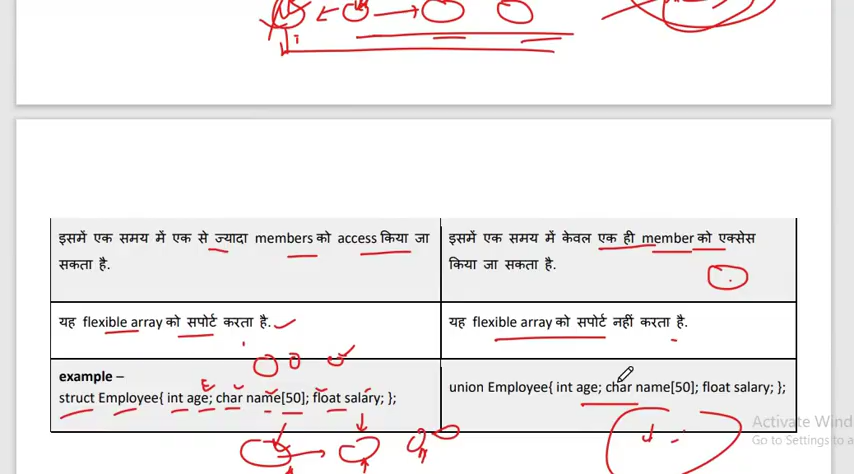 इसमें एक समय में एक से ज्यादा members को access किया जा
सकता है.
इसमें एक समय में केवल एक ही member को एक्सेस
किया जा सकता है.
यह flexible array को सपोर्ट करता है.
यह flexible array को सपोर्ट नहीं करता है.
example –
struct Employee{ int age; char name[50]; float salary; };
union Employee{ int age; char name[50]; float salary; };
Activate Wind
Go to Settings to a